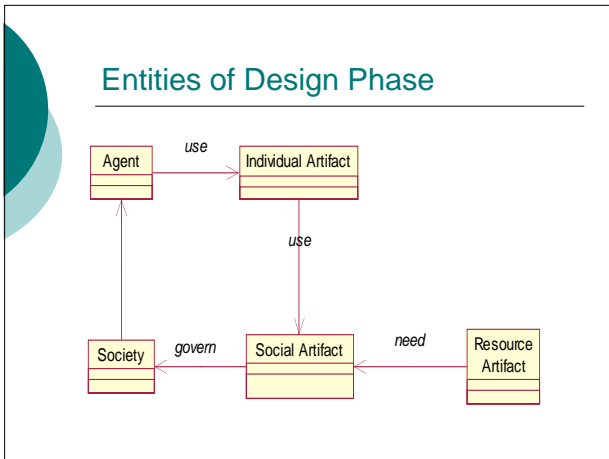 Entities of Design Phase
use
Agent
Individual Artifact
use
Society
govern
Social Artifact
need
Resource
Artifact